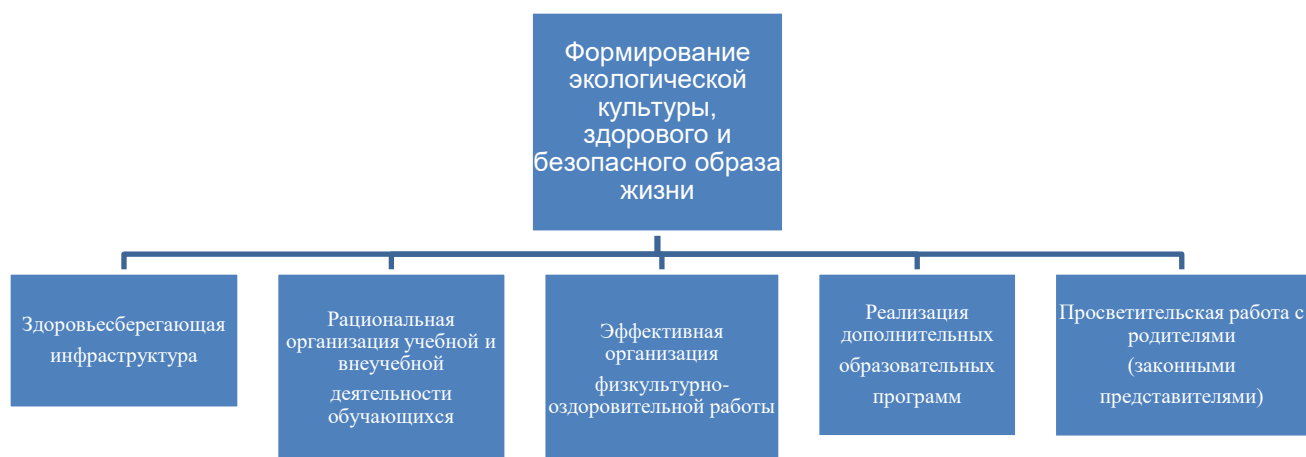 Формирование
экологической
культуры,
здорового и
безопасного образа
жизни
Здоровьесберегающая
инфраструктура
Рациональная
организация учебной и
внеучебной
деятельности
обучающихся
Эффективная
организация
физкультурно-
оздоровительной работы
Реализация
дополнительных
образовательных
программ
Просветительская работа с
родителями
(законными
представителями)